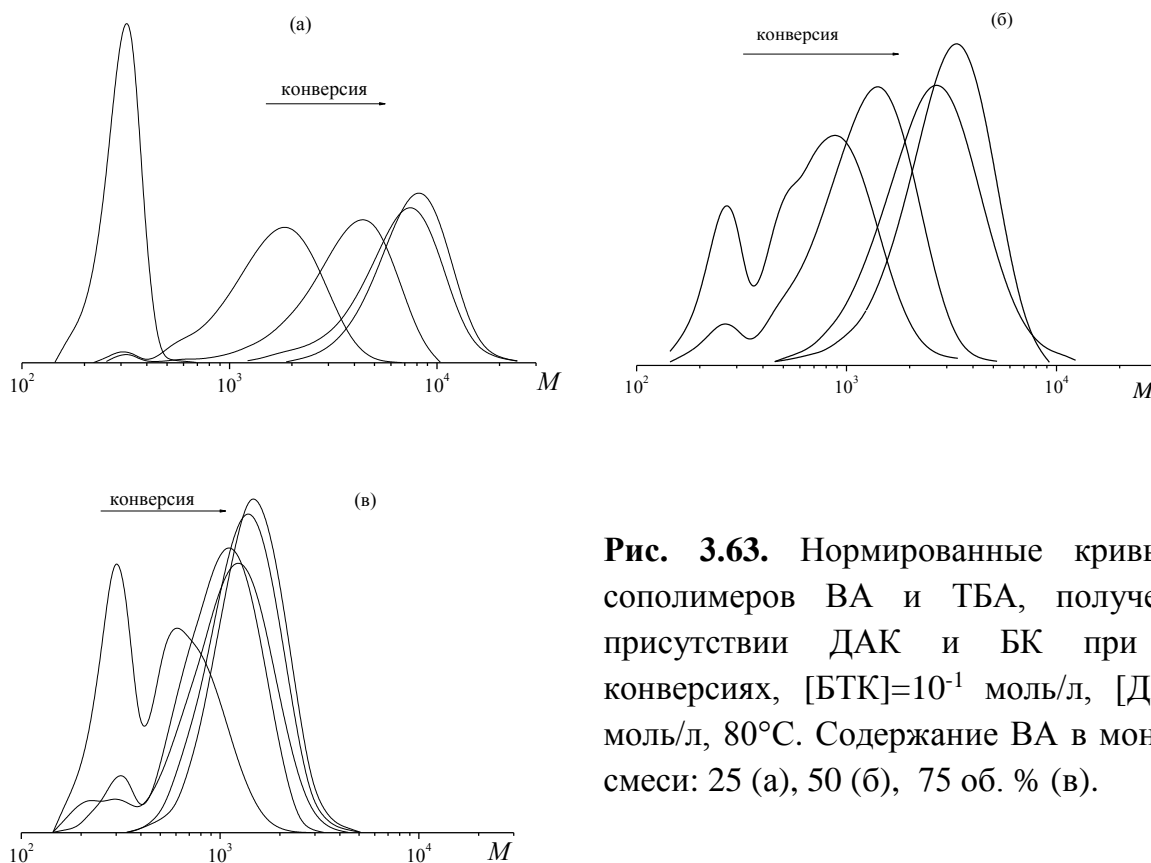 (а)
конверсия
10² 10³ 10⁴ M
(б)
конверсия
10² 10³ 10⁴ M
(в)
конверсия
10² 10³ 10⁴ M
Рис. 3.63. Нормированные кривы
сополимеров ВА и ТБА, получе
присутствии ДАК и БК при
конверсиях, [БТК]=10⁻¹ моль/л, [Д
моль/л, 80°С. Содержание ВА в мон
смеси: 25 (а), 50 (б), 75 об. % (в).